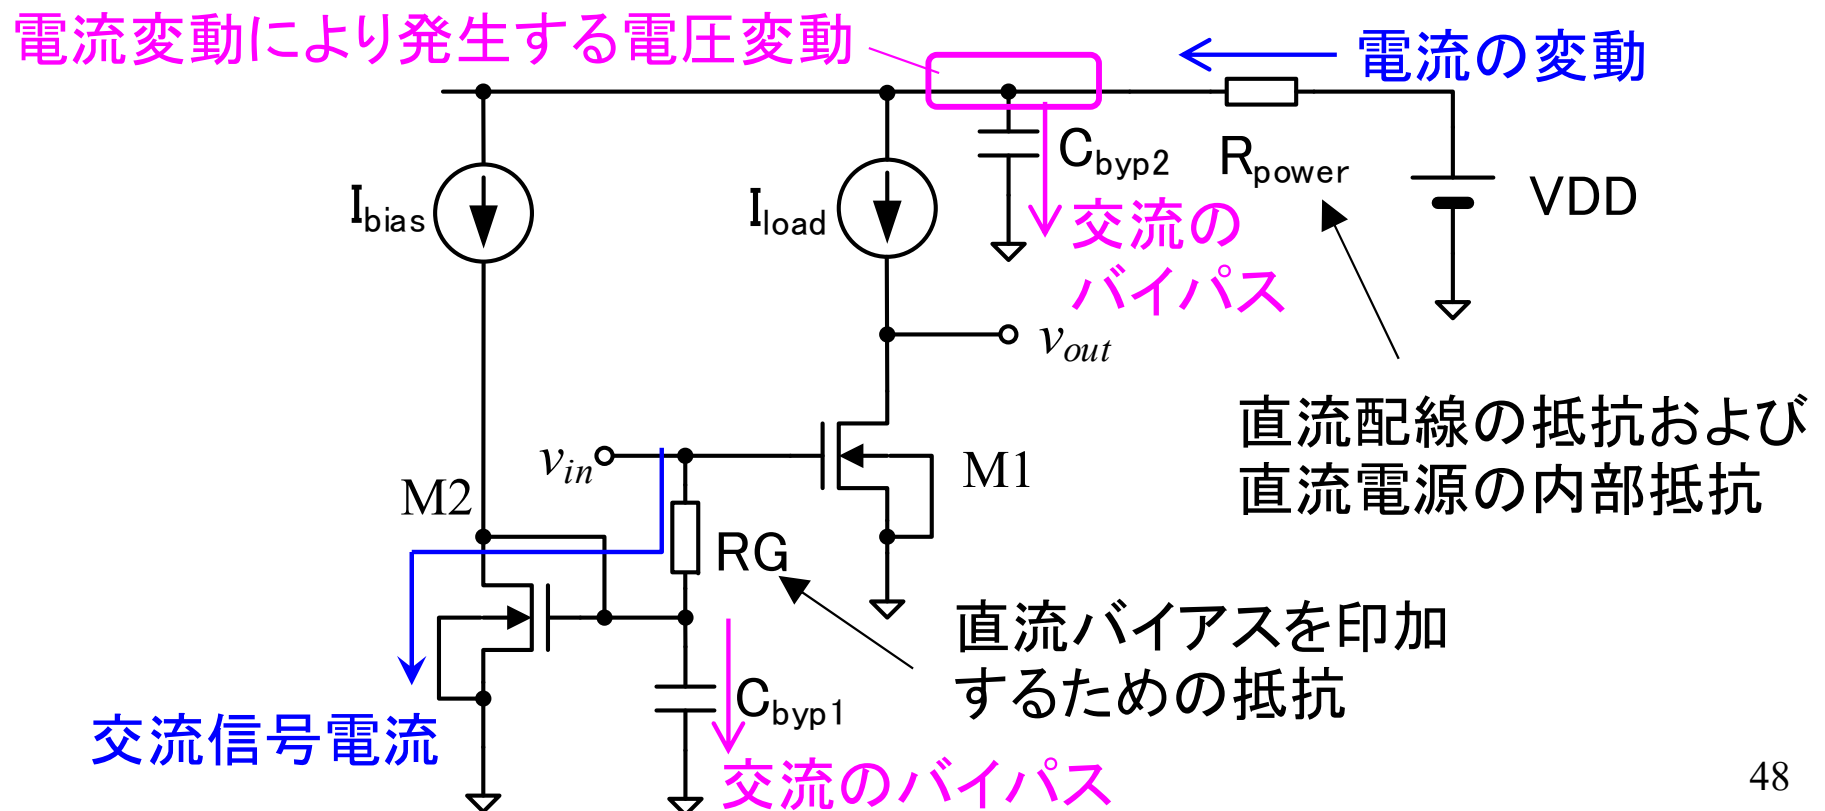 電流変動により発生する電圧変動
電流の変動
Cbyp2
Rpower
VDD
Ibias
Iload
交流の
バイパス
vout
直流配線の抵抗および
直流電源の内部抵抗
vin
M1
M2
RG
直流バイアスを印加
するための抵抗
Cbyp1
交流信号電流
交流のバイパス
48